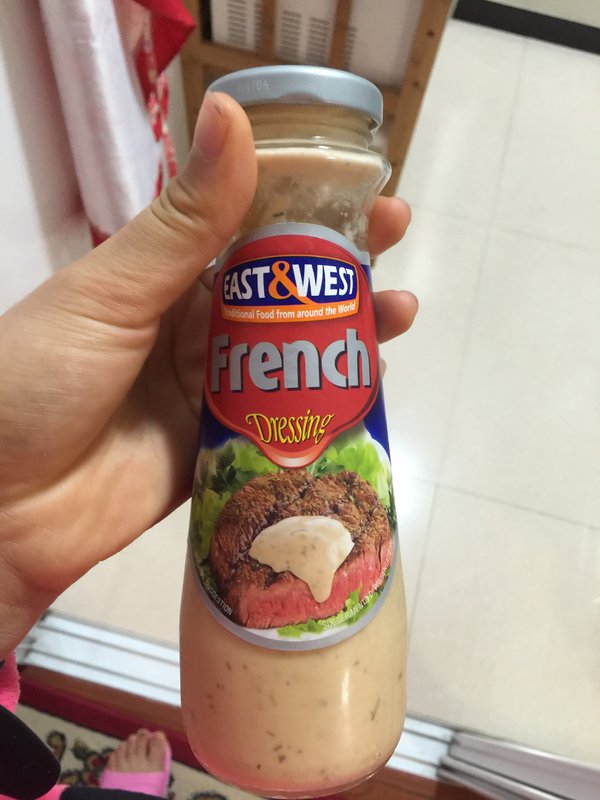 EAST&WEST
Traditional Food from around the World
French
Dressing